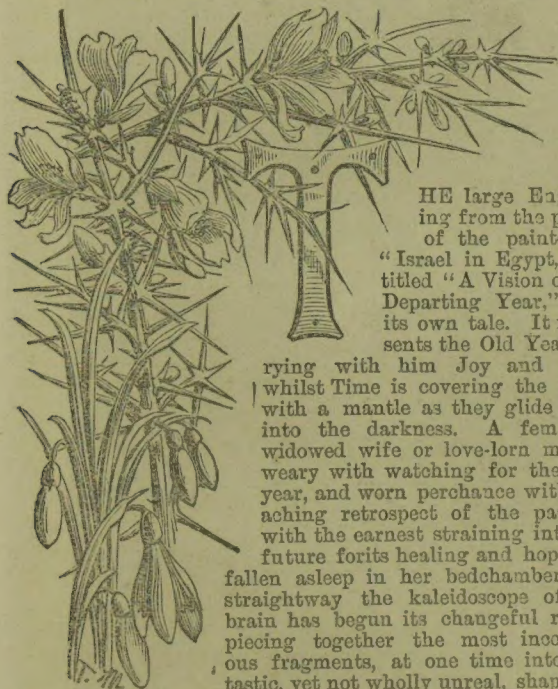 THE large En
ing from the p
of the paint
"Israel in Egypt,
titled "A Vision o
Departing Year,"
its own tale. It
sents the Old Yea
rying with him Joy and
whilst Time is covering the
with a mantle as they glide
into the darkness. A fem
widowed wife or love-lorn m
weary with watching for the
year, and worn perchance wit
aching retrospect of the pa
with the earnest straining int
future forits healing and hop
fallen asleep in her bedchamber
straightway the kaleidoscope of
brain has begun its changeful r
piecing together the most inco
ous fragments, at one time into
tastic, yet not wholly unreal, sha